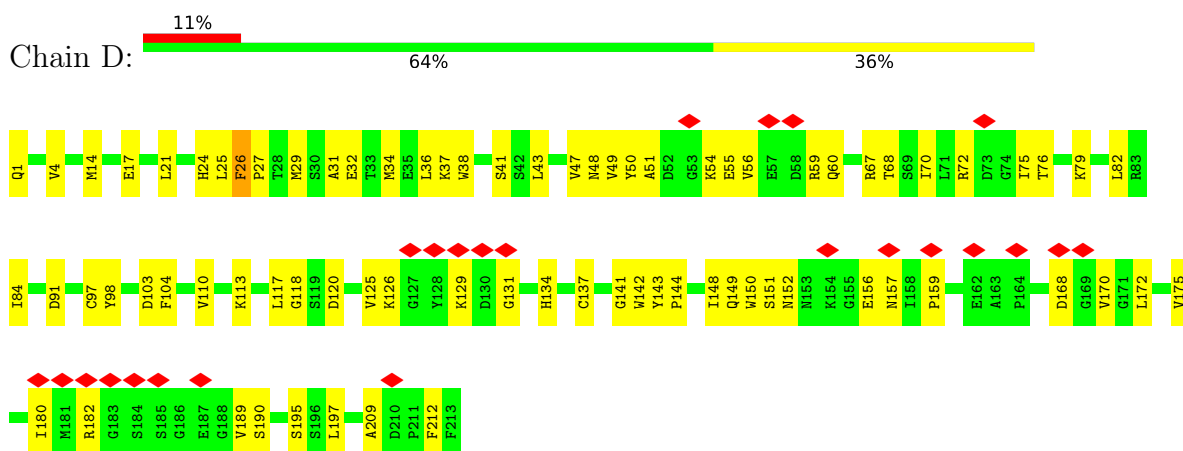 11%
Chain D:
64% 36%
Q1 V4 M14 E17 L21 H24 L25 F26 P27 T28 M29 S30 A31 E32 T33 M34 E35 L36 K37 W38 S41 S42 L43 V47 N48 V49 Y50 A51 D52 G53 K54 E55 V56 E57 D58 R59 Q60 R67 T68 S69 I70 L71 R72 D73 G74 I75 T76 K79 L82 R83
I84 D91 C97 Y98 D103 F104 V110 K113 L117 G118 S119 D120 V125 K126 G127 Y128 K129 D130 G131 H134 C137 G141 W142 Y143 P144 I148 Q149 W150 S151 N152 N153 K154 G155 E156 N157 I158 P159 E162 A163 P164 D168 G169 V170 G171 L172 V175
I180 M181 R182 G183 S184 S185 G186 E187 G188 V189 S190 S195 S196 L197 A209 D210 P211 F212 F213